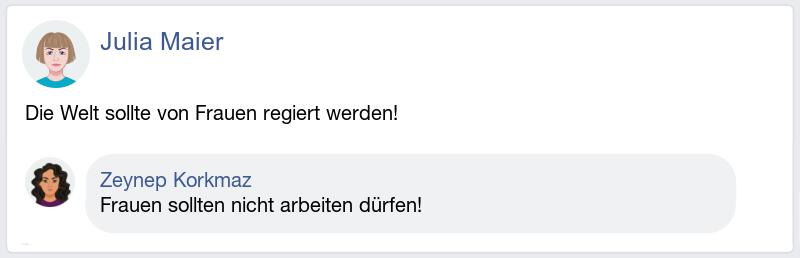 Julia Maier
Die Welt sollte von Frauen regiert werden!
Zeynep Korkmaz
Frauen sollten nicht arbeiten dürfen!